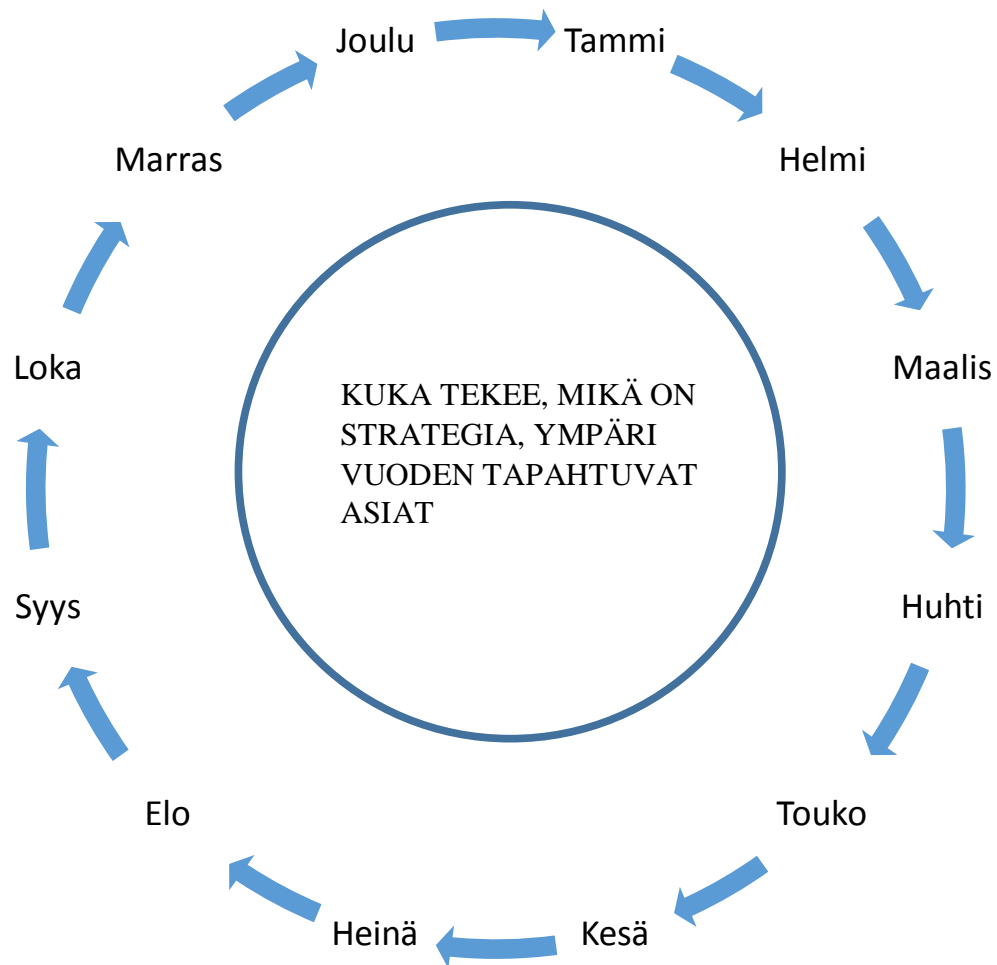 Joulu
Tammi
Helmi
Maalis
Huhti
Touko
Kesä
Heinä
Elo
Syys
Loka
Marras
KUKA TEKEE, MIKÄ ON
STRATEGIA, YMPÄRI
VUODEN TAPAHTUVAT
ASIAT